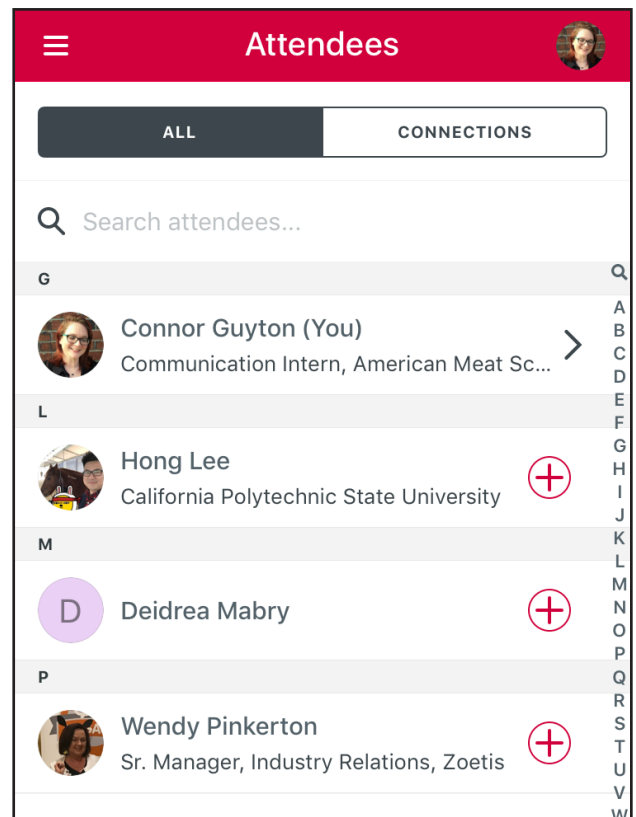 Attendees
ALL
CONNECTIONS
Search attendees...
G
Connor Guyton (You)
Communication Intern, American Meat Sc...
L
Hong Lee
California Polytechnic State University
M
D
Deidrea Mabry
P
Wendy Pinkerton
Sr. Manager, Industry Relations, Zoetis
A
B
C
D
E
F
G
H
I
J
K
L
M
N
O
P
Q
R
S
T
U
V
W